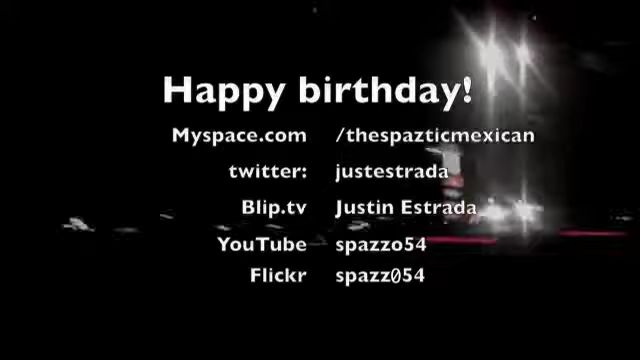 Happy birthday!
Myspace.com /thespazticmexican
twitter: justestrada
Blip.tv Justin Estrada
YouTube spazzo54
Flickr spazz054